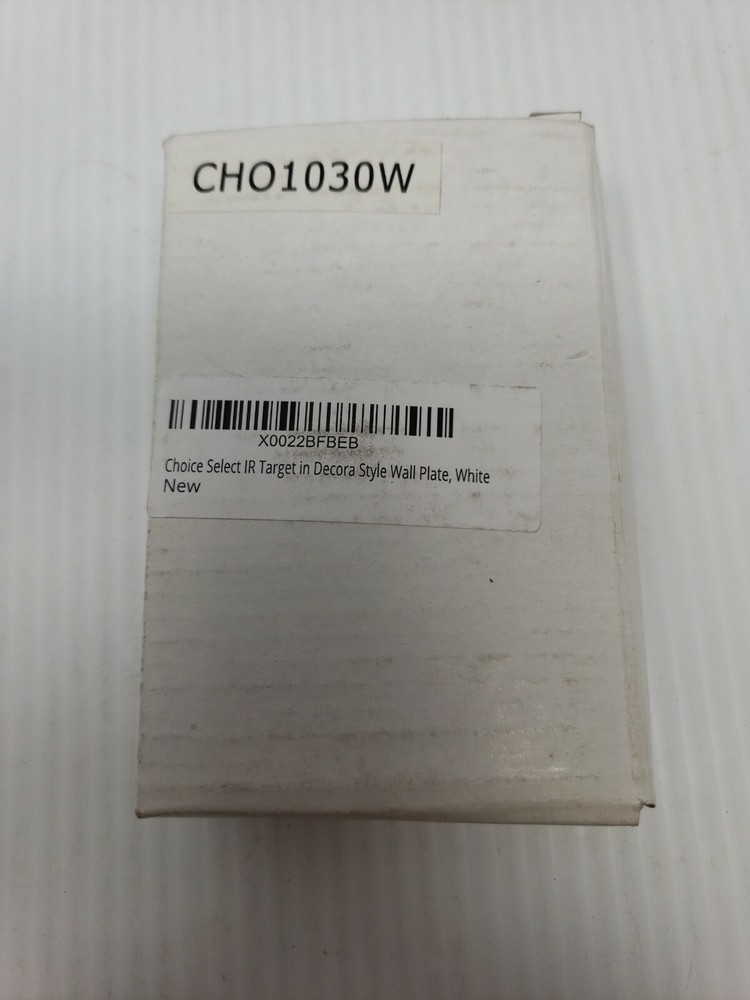 CHO1030W
X0022BFBEB
Choice Select IR Target in Decora Style Wall Plate, White
New